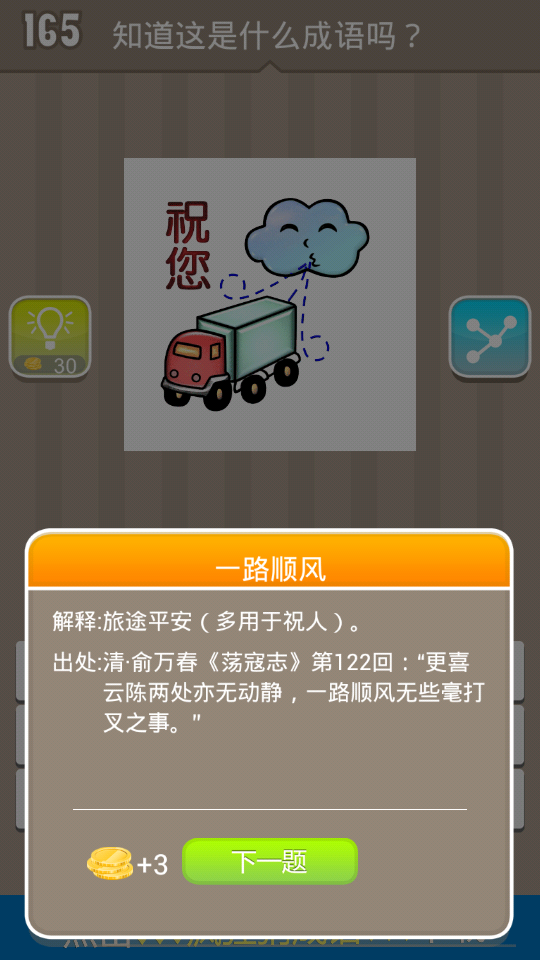 165
知道这是什么成语吗？
祝
您
30
一路顺风
解释:旅途平安（多用于祝人）。
出处:清·俞万春《荡寇志》第122回："更喜
云陈两处亦无动静，一路顺风无些毫打
叉之事。"
+3
下一题